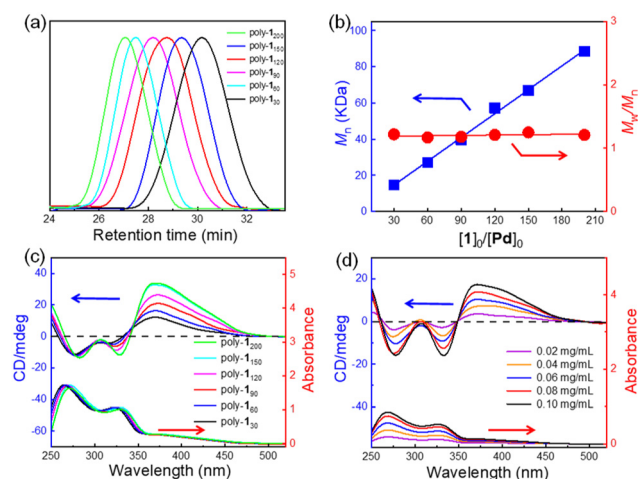 (a)
poly-1₂₀₀
poly-1₁₅₀
poly-1₁₂₀
poly-1₉₀
poly-1₆₀
poly-1₃₀
24 26 28 30 32
Retention time (min)
(b)
100
80
60
40
20
0
Mn (KDa)
3
2
1
0
Mw/Mn
30 60 90 120 150 180 210
[1]₀/[Pd]₀
(c)
40
20
0
-20
-40
-60
CD/mdeg
poly-1₂₀₀
poly-1₁₅₀
poly-1₁₂₀
poly-1₉₀
poly-1₆₀
poly-1₃₀
5
4
3
2
1
0
Absorbance
250 300 350 400 450 500
Wavelength (nm)
(d)
20
0
-20
-40
-60
CD/mdeg
0.02 mg/mL
0.04 mg/mL
0.06 mg/mL
0.08 mg/mL
0.10 mg/mL
4
3
2
1
0
Absorbance
250 300 350 400 450 500
Wavelength (nm)